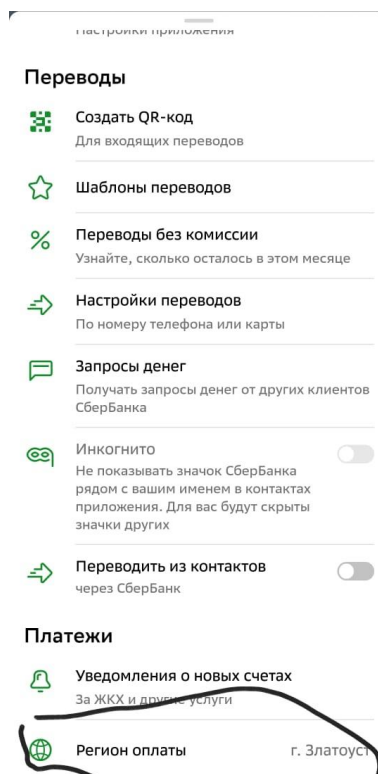 Настройки приложения
Переводы
Создать QR-код
Для входящих переводов
Шаблоны переводов
Переводы без комиссии
Узнайте, сколько осталось в этом месяце
Настройки переводов
По номеру телефона или карты
Запросы денег
Получать запросы денег от других клиентов
СберБанка
Инкогнито
Не показывать значок СберБанка
рядом с вашим именем в контактах
приложения. Для вас будут скрыты
значки других
Переводить из контактов
через СберБанк
Платежи
Уведомления о новых счетах
За ЖКХ и другие услуги
Регион оплаты
г. Златоуст